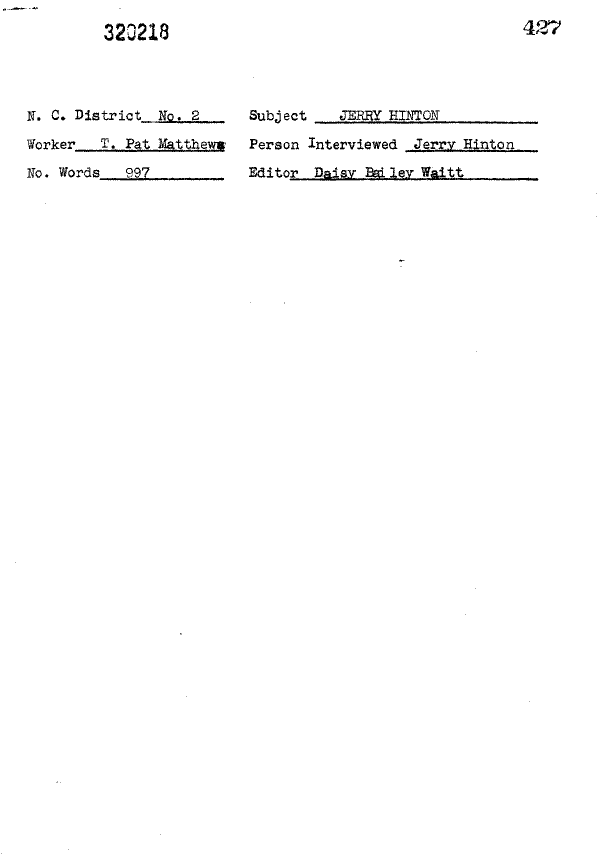 320218 427
N. C. District No. 2 Subject JERRY HINTON
Worker T. Pat Matthews Person Interviewed Jerry Hinton
No. Words 997 Editor Daisy Bailey Waitt